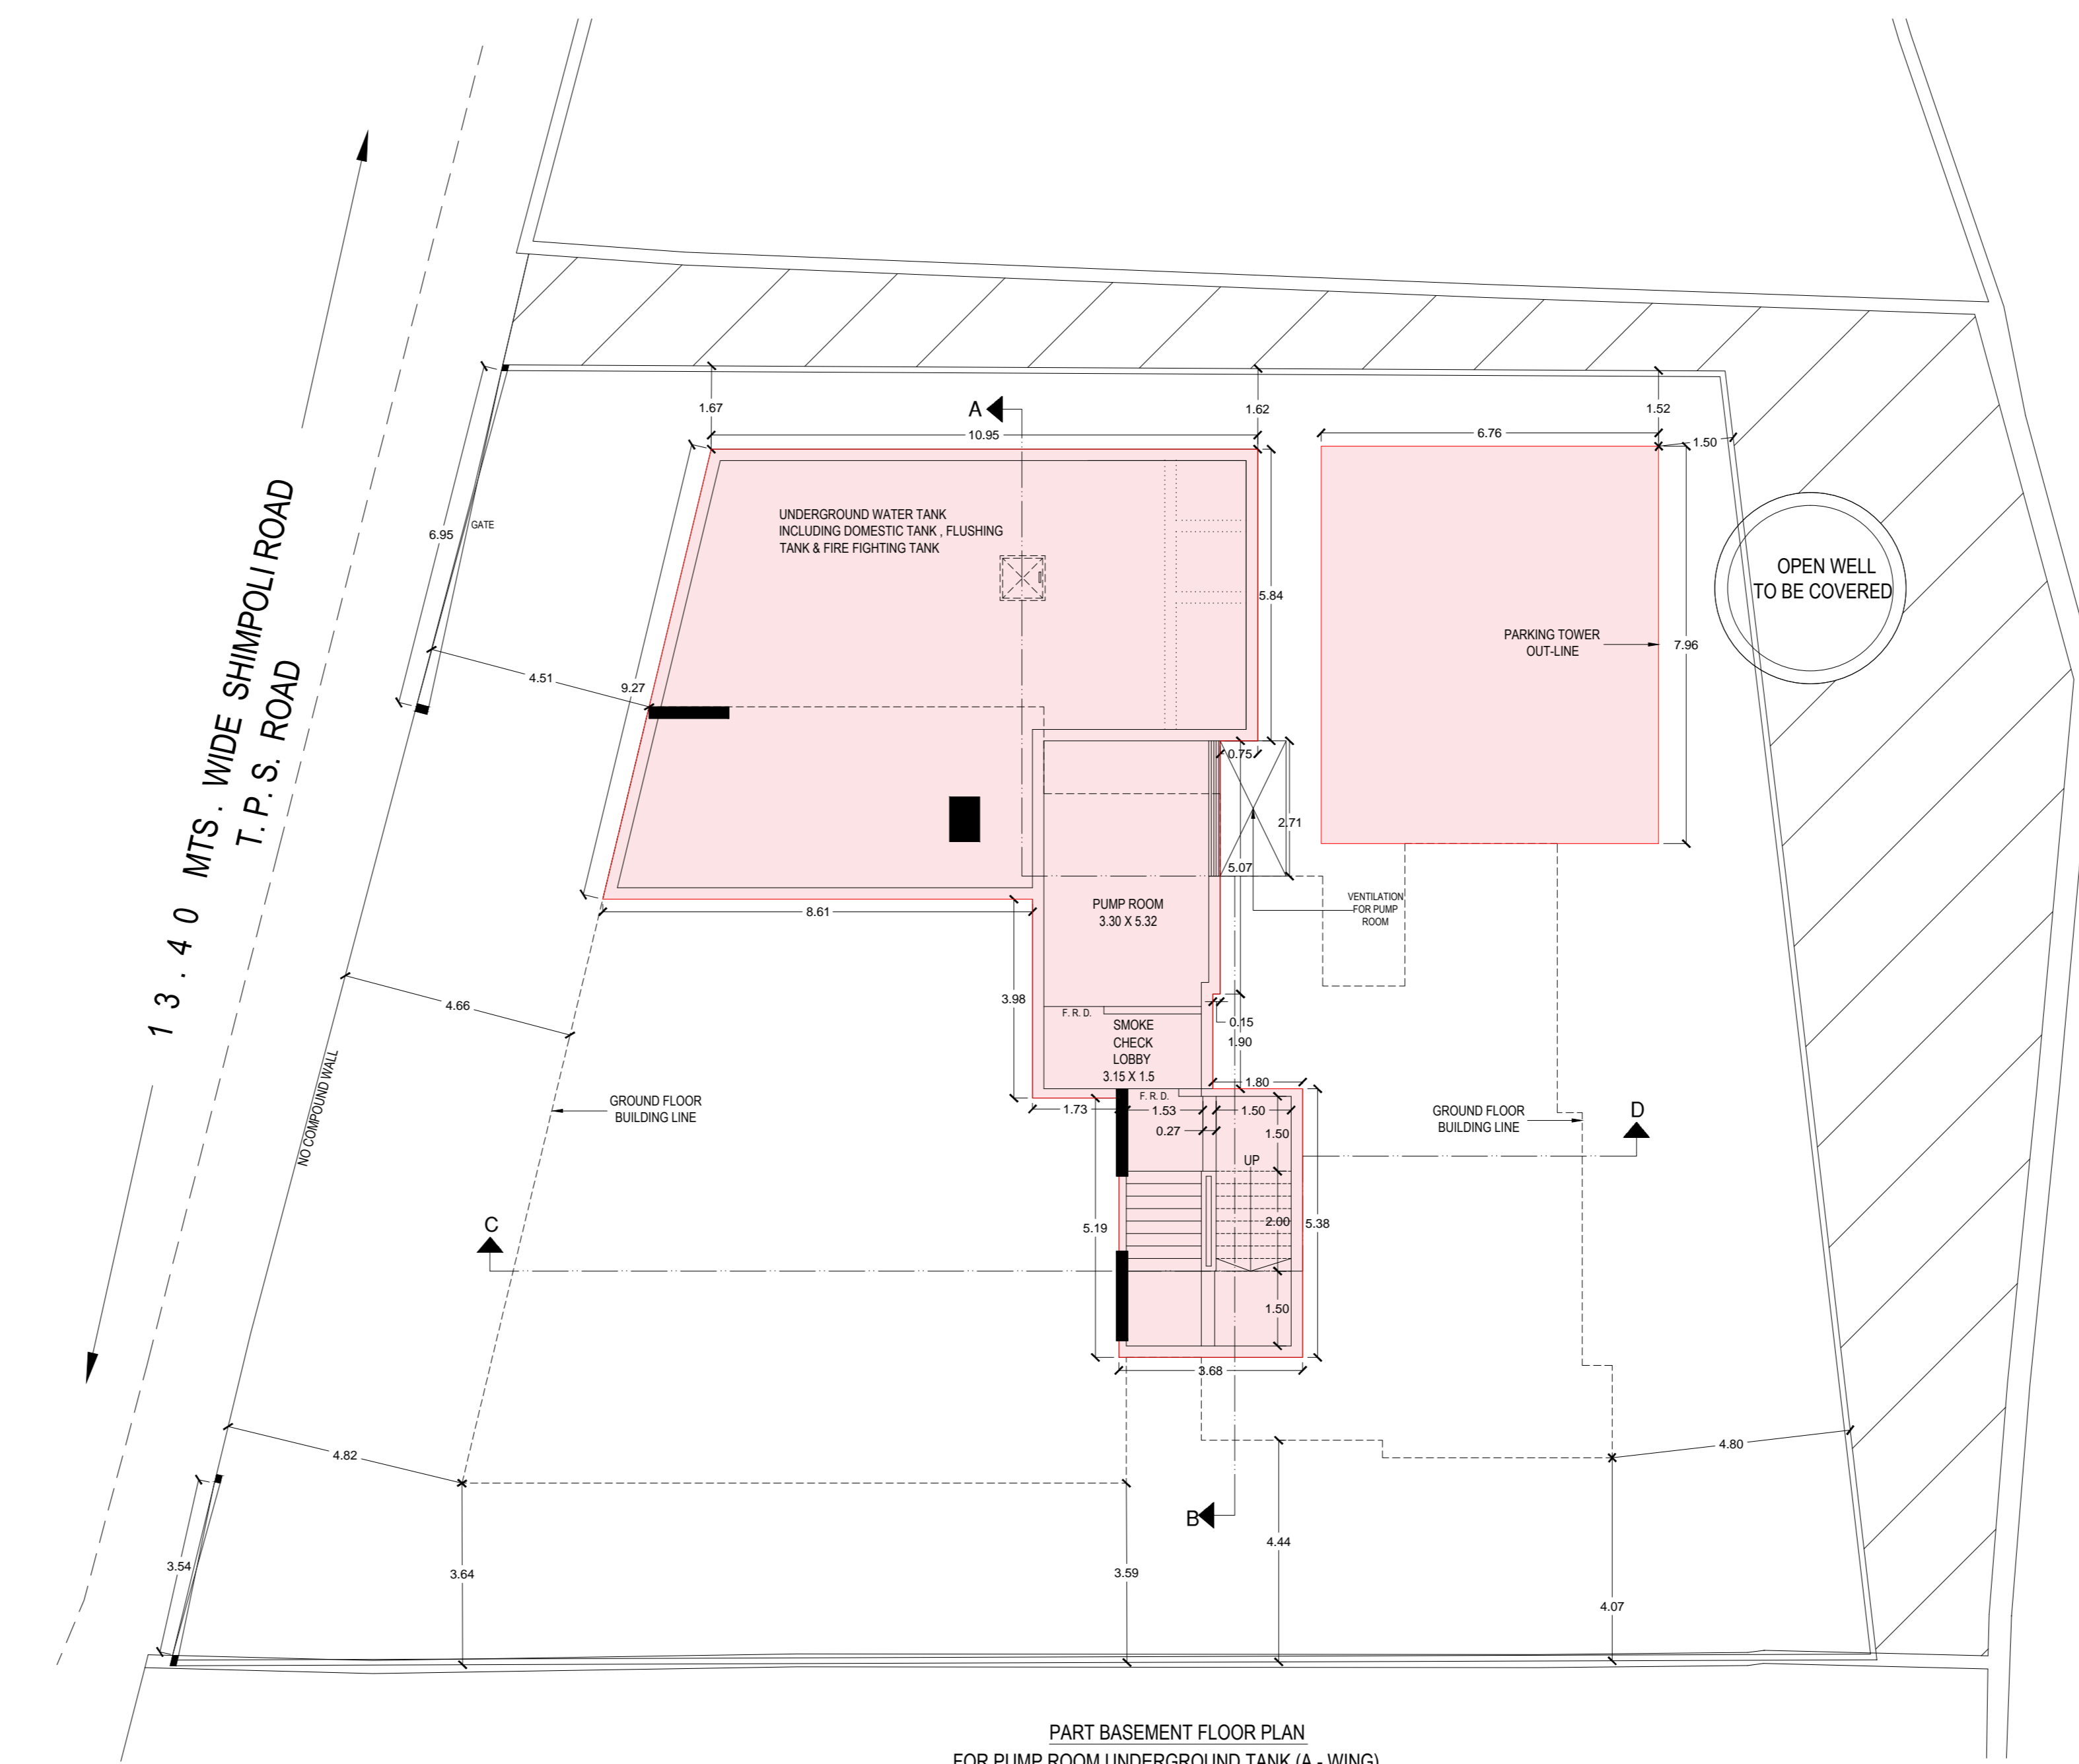 1.67
A
1.62
1.52
10.95
6.76
1.50
UNDERGROUND WATER TANK
INCLUDING DOMESTIC TANK , FLUSHING
TANK & FIRE FIGHTING TANK
6.95
GATE
13.40 MTS. WIDE SHIMPOLI ROAD
T. P. S. ROAD
OPEN WELL
TO BE COVERED
5.84
PARKING TOWER
OUT-LINE
7.96
4.51
9.27
0.75
2.71
5.07
PUMP ROOM
3.30 X 5.32
VENTILATION
FOR PUMP
ROOM
8.61
3.98
4.66
F. R. D.
SMOKE
CHECK
LOBBY
3.15 X 1.5
0.15
1.90
1.80
NO COMPOUND WALL
GROUND FLOOR
BUILDING LINE
F. R. D.
1.73
1.53
1.50
0.27
1.50
GROUND FLOOR
BUILDING LINE
D
UP
C
5.19
2.00
5.38
1.50
3.68
4.82
4.80
B
4.44
3.54
3.64
3.59
4.07
PART BASEMENT FLOOR PLAN
FOR PUMP ROOM UNDERGROUND TANK (A - WING)